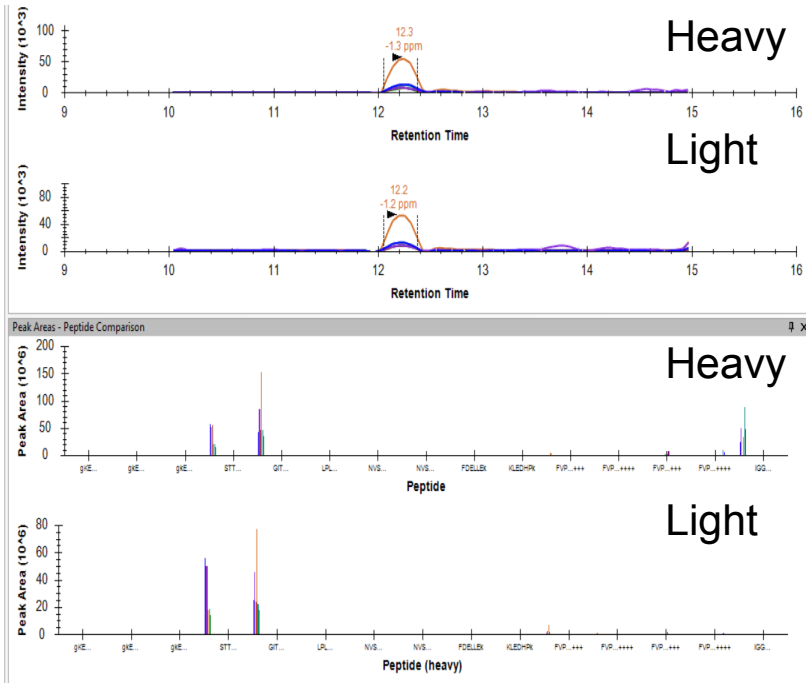 Heavy
Intensity (10^3)
100
50
0
12.3
-1.3 ppm
9 10 11 12 13 14 15 16
Retention Time
Light
Intensity (10^3)
80
40
0
12.2
-1.2 ppm
9 10 11 12 13 14 15 16
Retention Time
Peak Areas - Peptide Comparison
Heavy
Peak Area (10^6)
200
150
100
50
0
gKE... gKE... gKE... STT... GIT... LPL... NVS... NVS... FDELLEk KLEDHPk FVP...+++ FVP...++++ FVP...+++ FVP...++++ IGG...
Peptide
Light
Peak Area (10^6)
80
60
40
20
0
gKE... gKE... gKE... STT... GIT... LPL... NVS... NVS... FDELLEk KLEDHPk FVP...+++ FVP...++++ FVP...+++ FVP...++++ IGG...
Peptide (heavy)